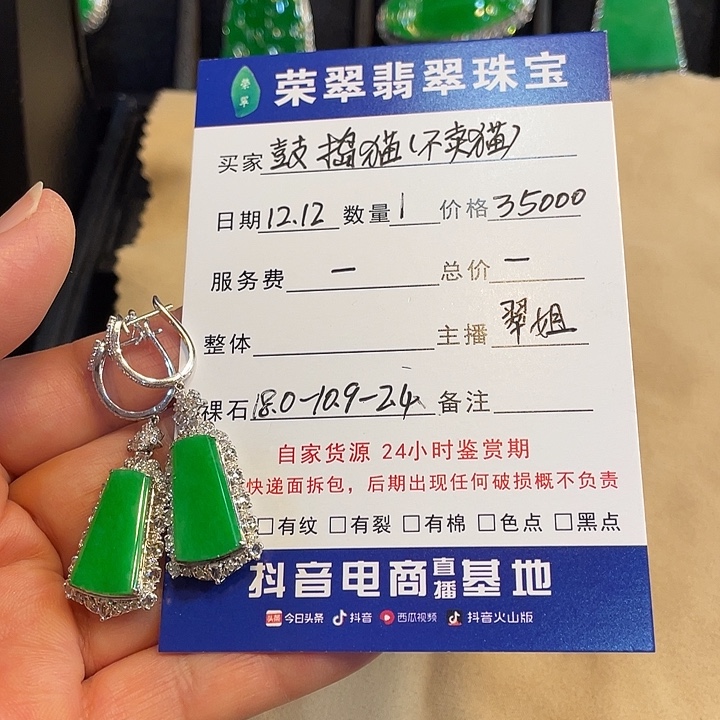 榮翠
荣翠翡翠珠宝
买家 鼓捣猫(不卖猫)
日期 12.12 数量 1 价格 35000
服务费 — 总价 —
整体 主播 翠姐
裸石 18.0-10.9-2.4 备注
自家货源 24小时鉴赏期
快递面拆包，后期出现任何破损概不负责
□有纹 □有裂 □有棉 □色点 □黑点
抖音电商直播基地
头条 今日头条 抖音 西瓜视频 抖音火山版